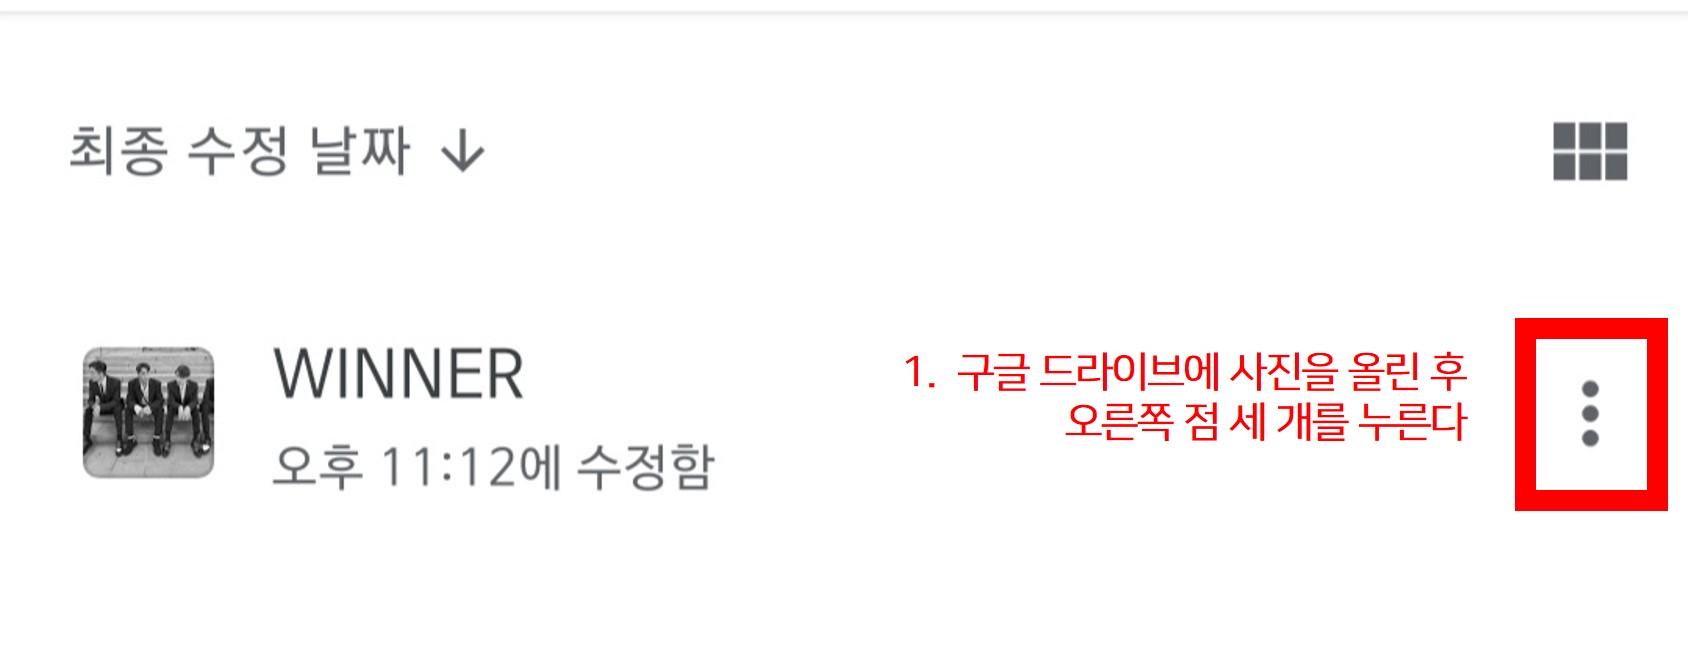 최종 수정 날짜
WINNER
오후 11:12에 수정함
1. 구글 드라이브에 사진을 올린 후
오른쪽 점 세 개를 누른다